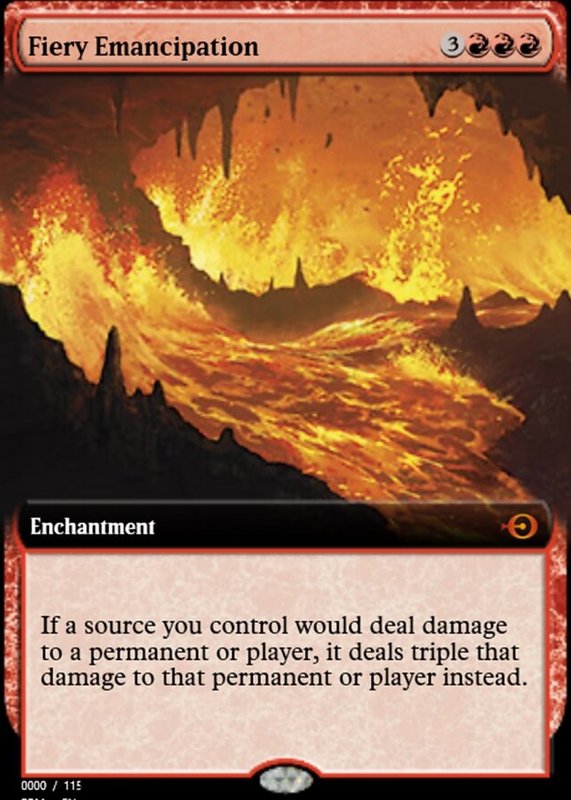 Fiery Emancipation 3
Enchantment
If a source you control would deal damage
to a permanent or player, it deals triple that
damage to that permanent or player instead.
0000 / 115